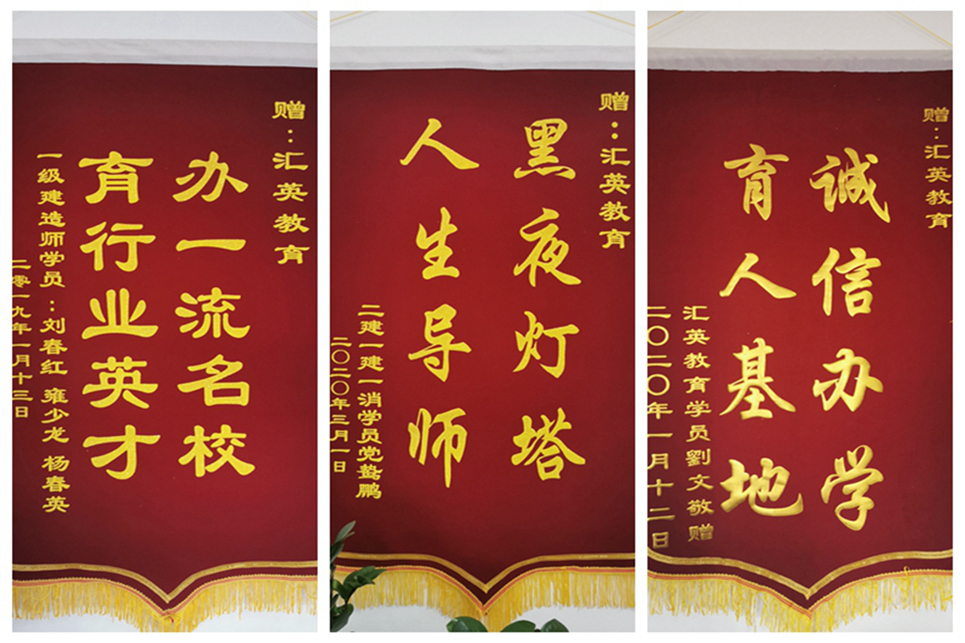 赠：汇英教育
办一流名校
育行业英才
一级建造师学员：刘春红 雍少龙 杨春英
二零一九年一月十三日
赠：汇英教育
黑夜灯塔
人生导师
二建一建一消学员党鹜鹏
二〇二〇年三月一日
赠：汇英教育
诚信办学
育人基地
汇英教育学员劉文敬赠
二〇二〇年一月十二日